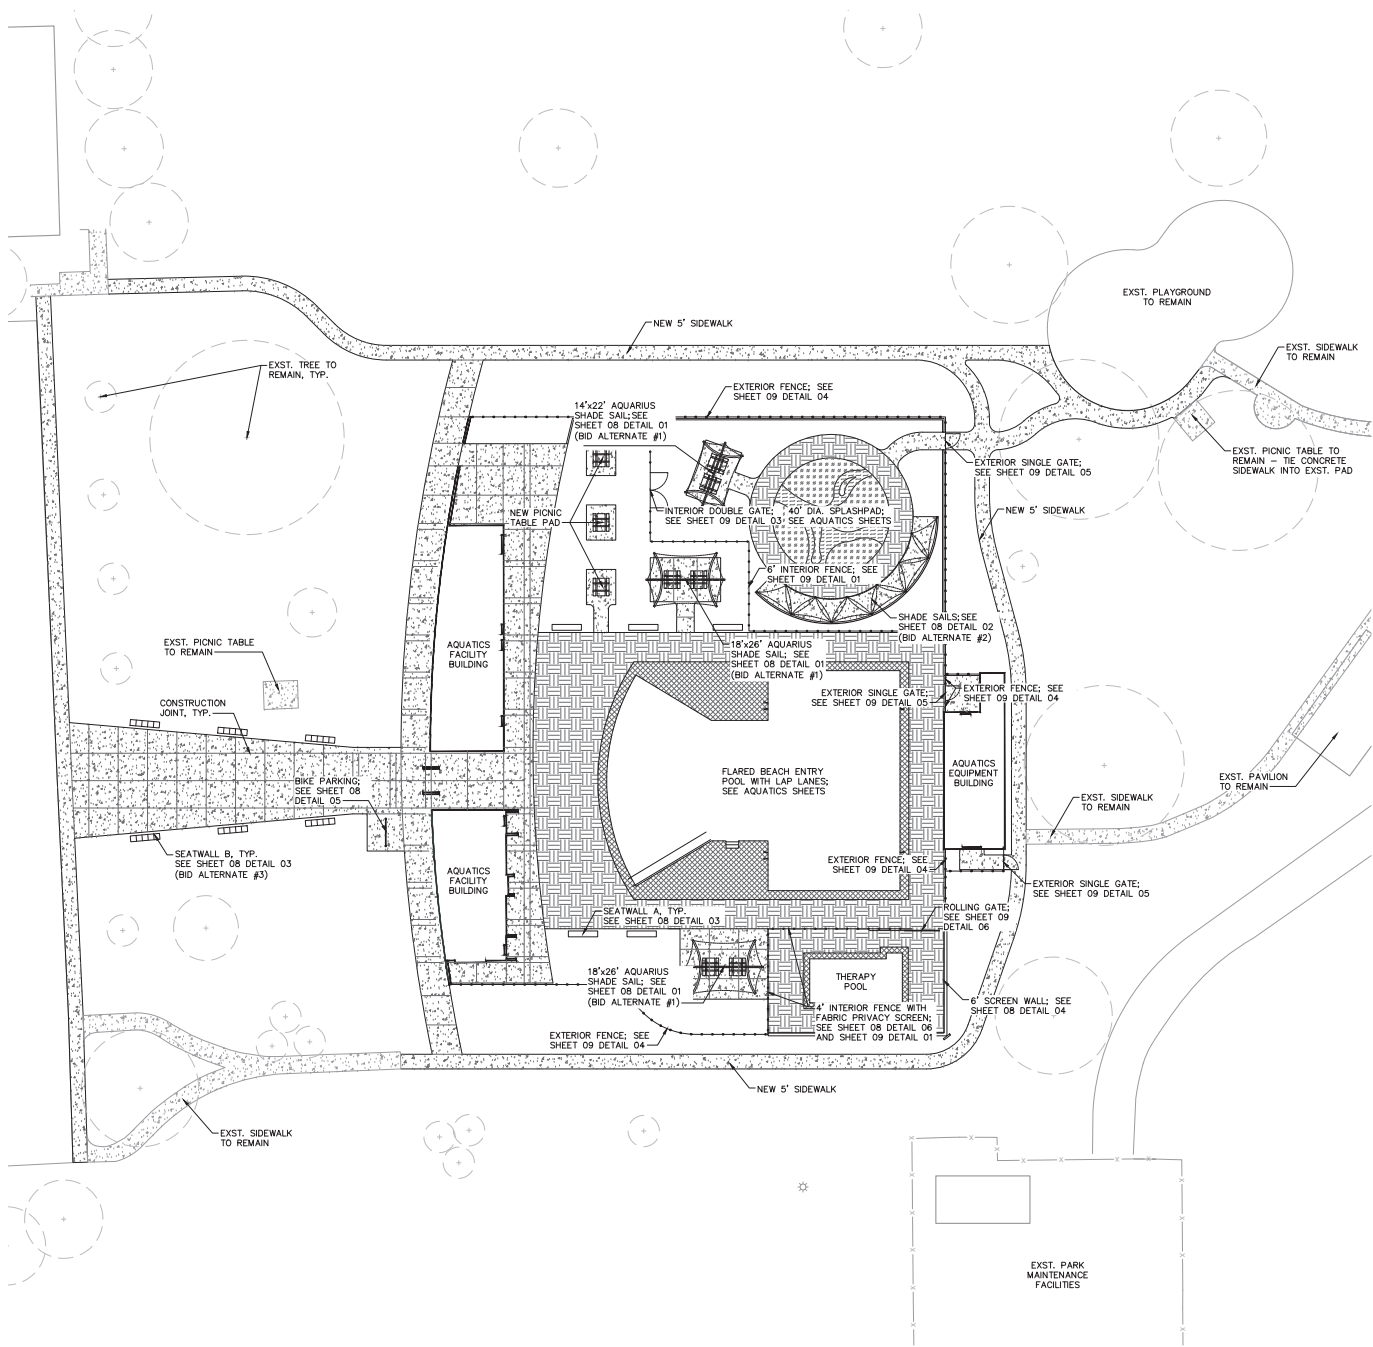 EXST. PLAYGROUND
TO REMAIN
NEW 5' SIDEWALK
EXST. SIDEWALK
TO REMAIN
EXST. TREE TO
REMAIN, TYP.
EXTERIOR FENCE; SEE
SHEET 09 DETAIL 04
14'x22' AQUARIUS
SHADE SAIL;SEE
SHEET 08 DETAIL 01
(BID ALTERNATE #1)
EXST. PICNIC TABLE TO
REMAIN – TIE CONCRETE
SIDEWALK INTO EXST. PAD
EXTERIOR SINGLE GATE;
SEE SHEET 09 DETAIL 05
NEW PICNIC
TABLE PAD
INTERIOR DOUBLE GATE;
SEE SHEET 09 DETAIL 03
40' DIA. SPLASHPAD;
SEE AQUATICS SHEETS
NEW 5' SIDEWALK
6' INTERIOR FENCE; SEE
SHEET 09 DETAIL 01
SHADE SAILS;SEE
SHEET 08 DETAIL 02
(BID ALTERNATE #2)
EXST. PICNIC TABLE
TO REMAIN
AQUATICS
FACILITY
BUILDING
18'x26' AQUARIUS
SHADE SAIL; SEE
SHEET 08 DETAIL 01
(BID ALTERNATE #1)
EXTERIOR SINGLE GATE;
SEE SHEET 09 DETAIL 05
EXTERIOR FENCE; SEE
SHEET 09 DETAIL 04
CONSTRUCTION
JOINT, TYP.
BIKE PARKING;
SEE SHEET 08
DETAIL 05
FLARED BEACH ENTRY
POOL WITH LAP LANES;
SEE AQUATICS SHEETS
AQUATICS
EQUIPMENT
BUILDING
EXST. PAVILION
TO REMAIN
EXST. SIDEWALK
TO REMAIN
SEATWALL B, TYP.
SEE SHEET 08 DETAIL 03
(BID ALTERNATE #3)
AQUATICS
FACILITY
BUILDING
EXTERIOR FENCE; SEE
SHEET 09 DETAIL 04
EXTERIOR SINGLE GATE;
SEE SHEET 09 DETAIL 05
SEATWALL A, TYP.
SEE SHEET 08 DETAIL 03
ROLLING GATE;
SEE SHEET 09
DETAIL 06
18'x26' AQUARIUS
SHADE SAIL; SEE
SHEET 08 DETAIL 01
(BID ALTERNATE #1)
THERAPY
POOL
6' SCREEN WALL; SEE
SHEET 08 DETAIL 04
4' INTERIOR FENCE WITH
FABRIC PRIVACY SCREEN;
SEE SHEET 08 DETAIL 06
AND SHEET 09 DETAIL 01
EXTERIOR FENCE; SEE
SHEET 09 DETAIL 04
NEW 5' SIDEWALK
EXST. SIDEWALK
TO REMAIN
EXST. PARK
MAINTENANCE
FACILITIES